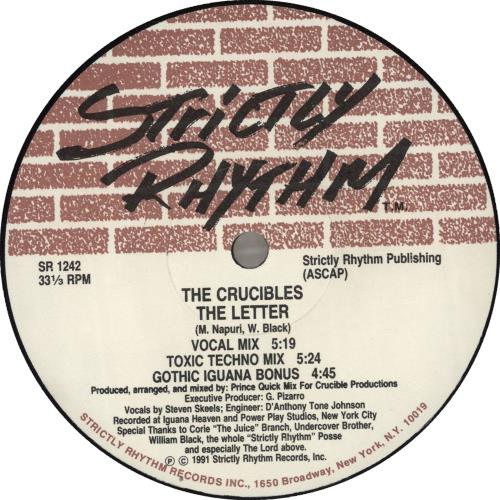 STRICTLY
RHYTHM T.M.
SR 1242
33⅓ RPM
Strictly Rhythm Publishing
(ASCAP)
THE CRUCIBLES
THE LETTER
(M. Napuri, W. Black)
VOCAL MIX 5:19
TOXIC TECHNO MIX 5:24
GOTHIC IGUANA BONUS 4:45
Produced, arranged, and mixed by: Prince Quick Mix For Crucible Productions
Executive Producer: G. Pizarro
Vocals by Steven Skeels; Engineer: D'Anthony Tone Johnson
Recorded at Iguana Heaven and Power Play Studios, New York City
Special Thanks to Corie "The Juice" Branch, Undercover Brother,
William Black, the whole "Strictly Rhythm" Posse
and especially The Lord above.
Ⓟ © 1991 Strictly Rhythm Records, Inc.
STRICTLY RHYTHM RECORDS INC., 1650 Broadway, New York, N.Y. 10019